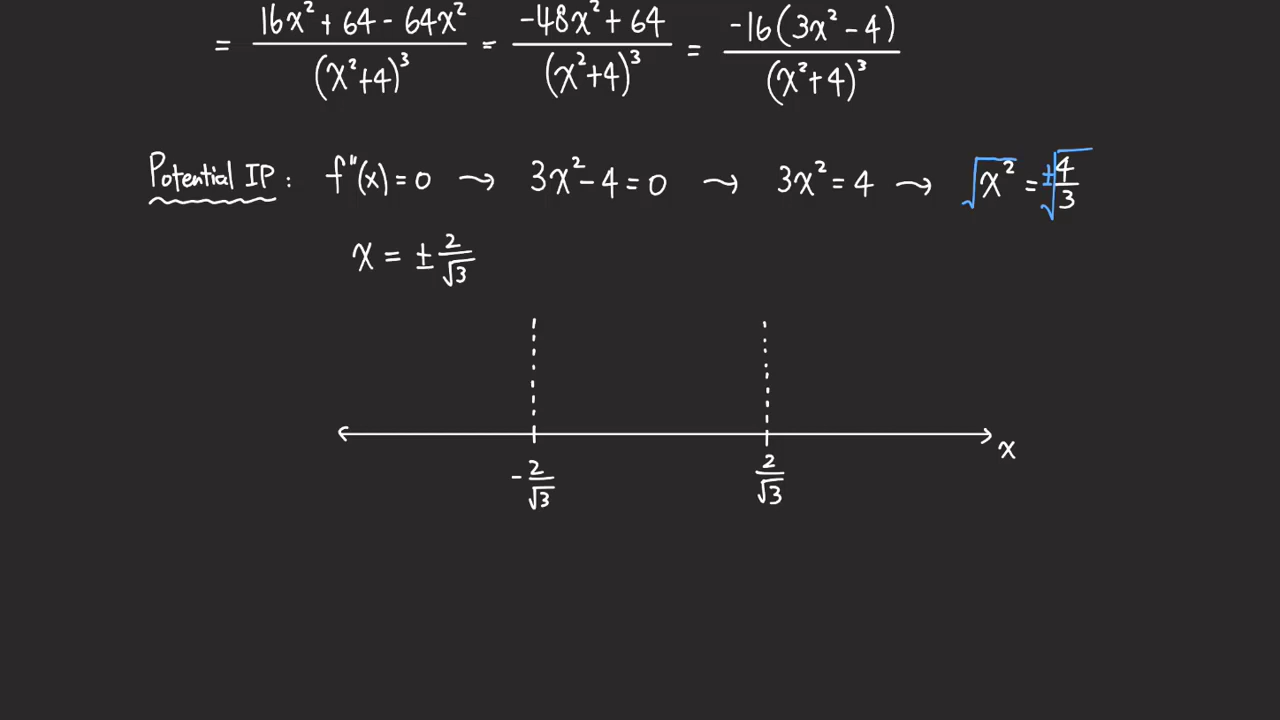 = (16x² + 64 - 64x²)/(x²+4)³ = (-48x² + 64)/(x²+4)³ = (-16(3x² - 4))/(x²+4)³
Potential IP: f"(x) = 0 → 3x² - 4 = 0 → 3x² = 4 → √x² = ±√(4/3)
x = ± 2/√3
x
-2/√3 2/√3